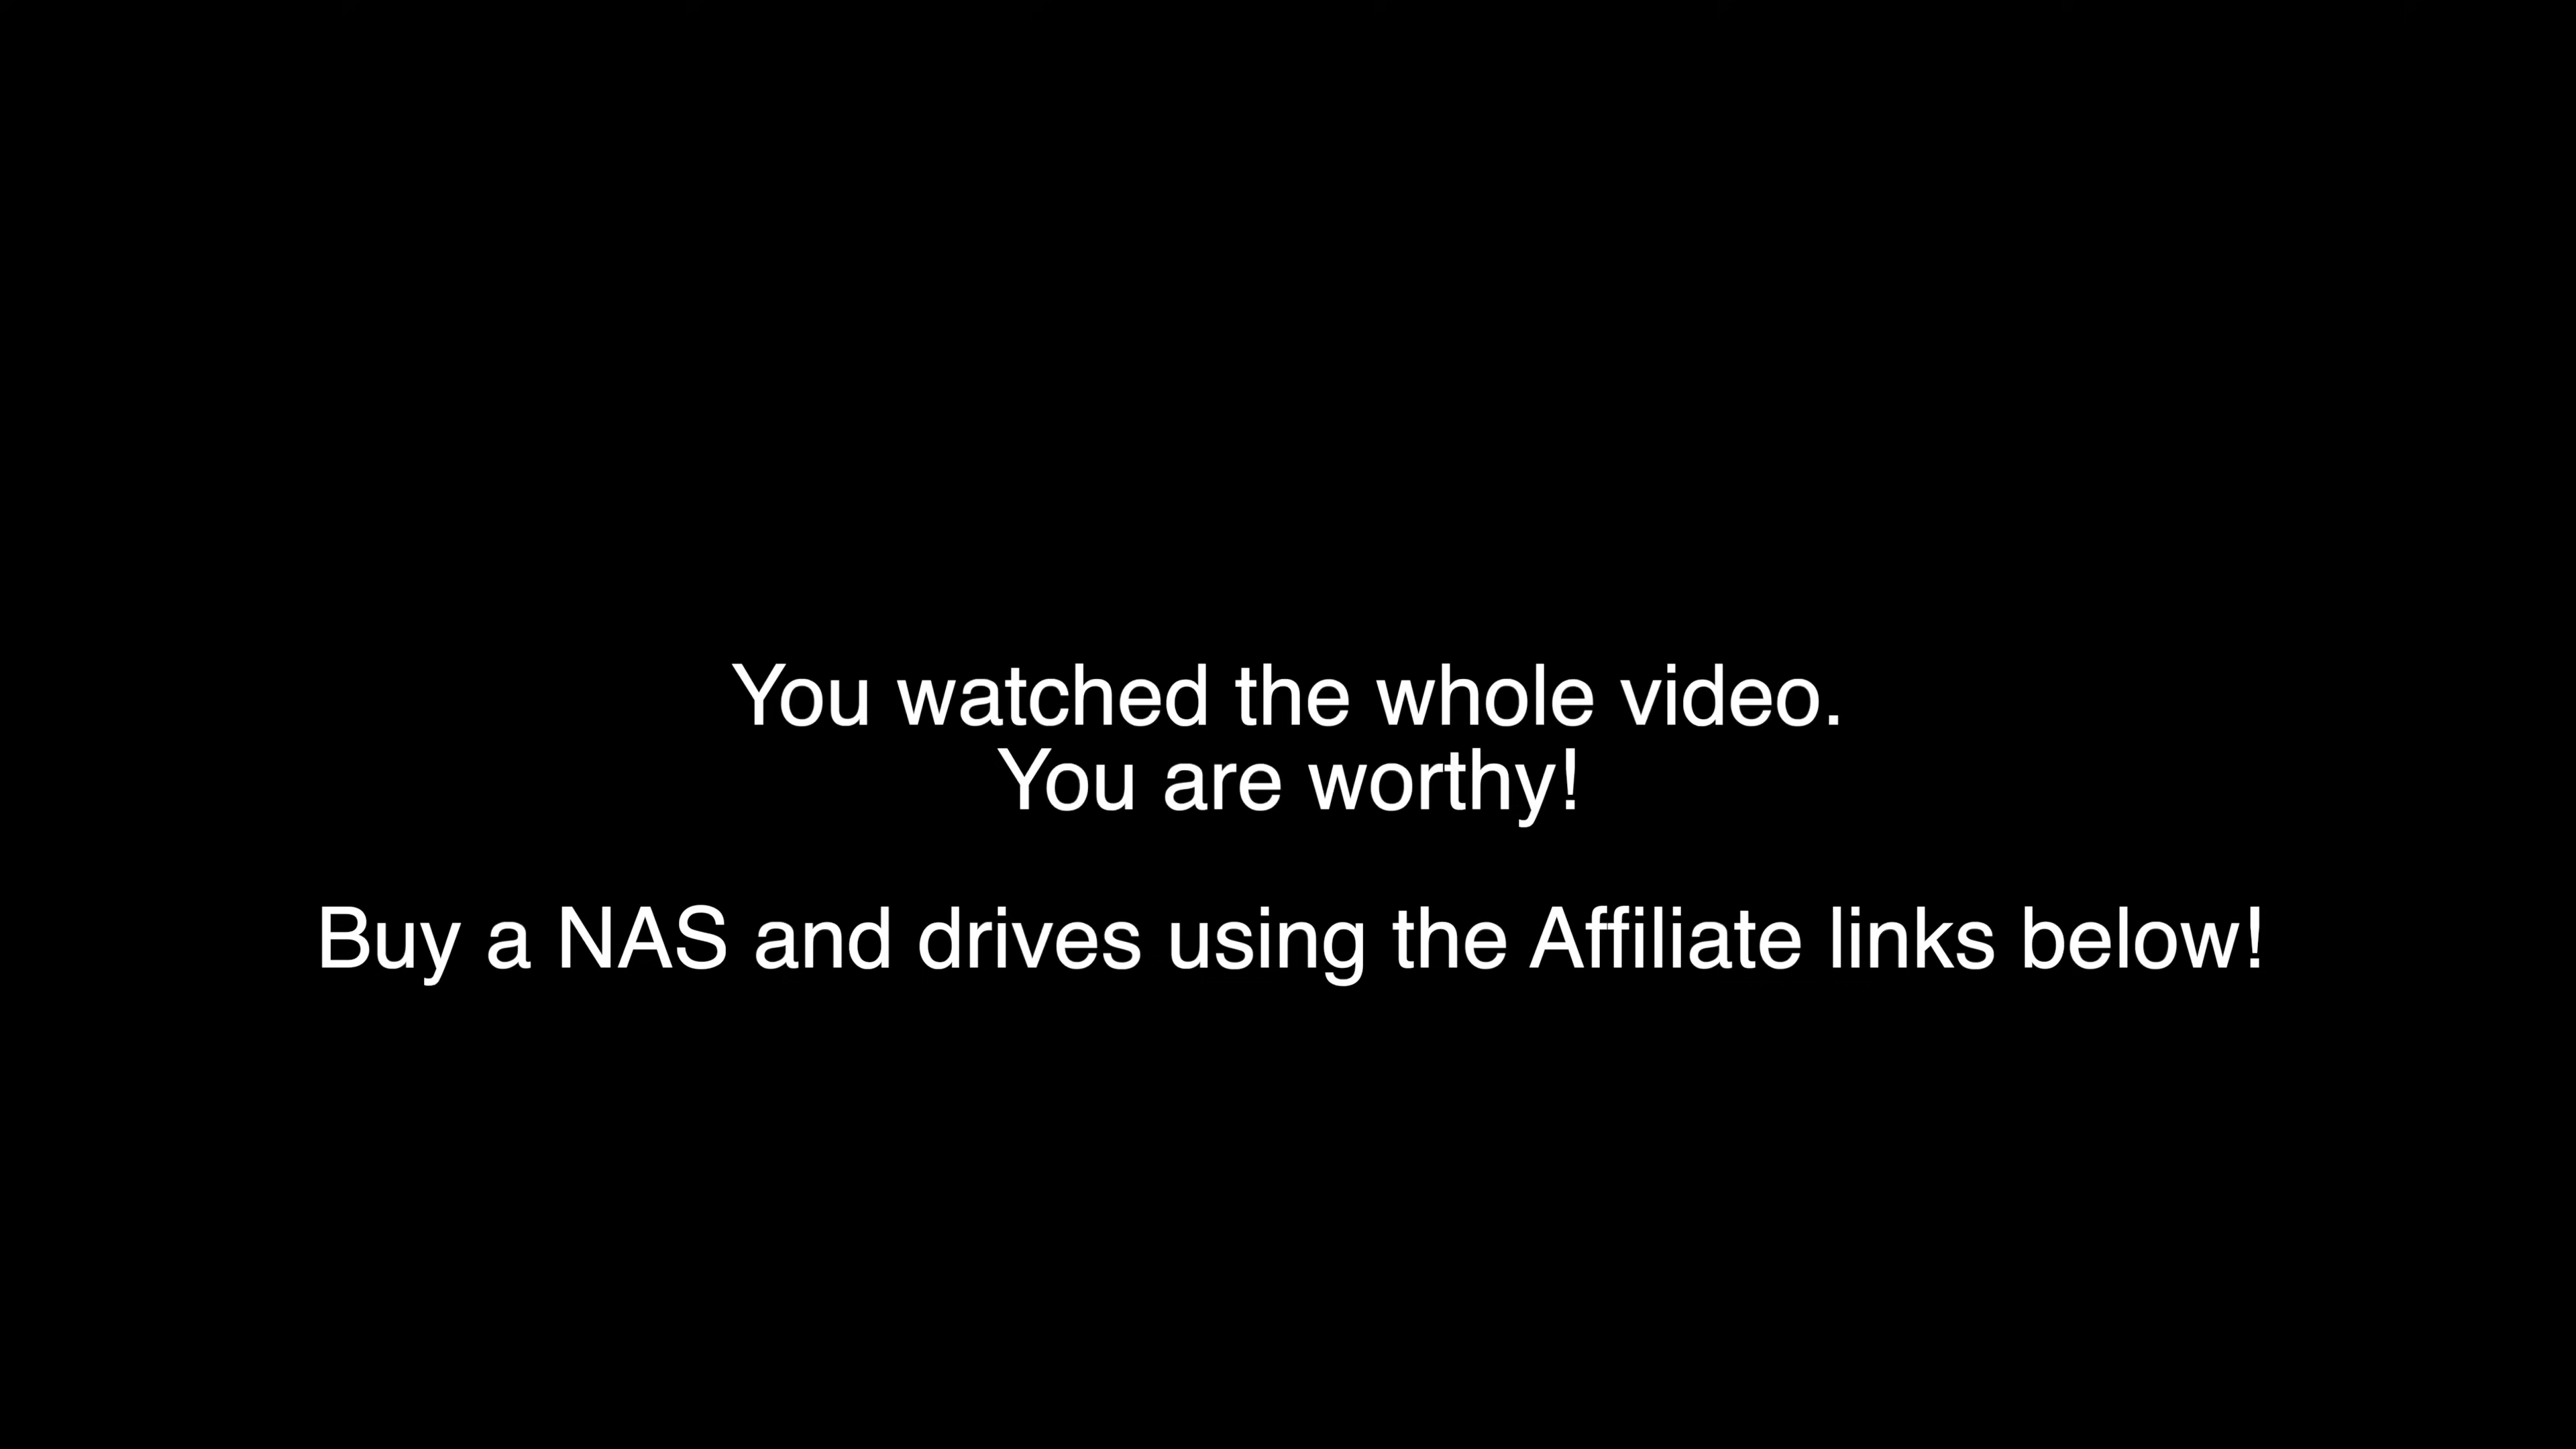 You watched the whole video.
You are worthy!
Buy a NAS and drives using the Affiliate links below!